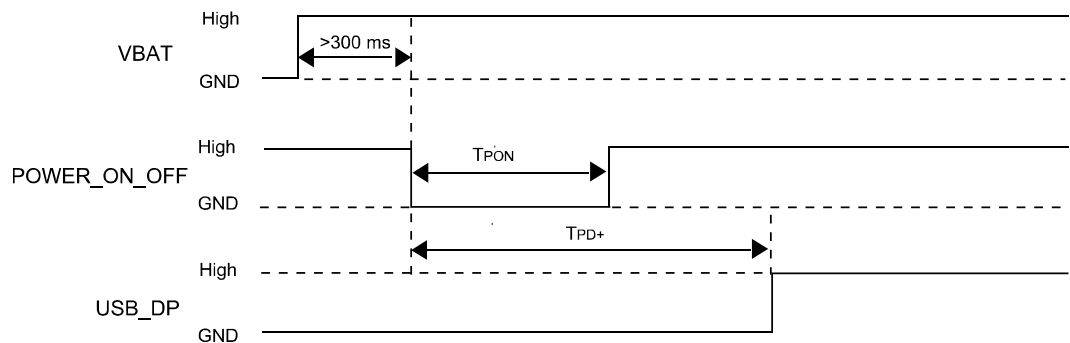 High
VBAT
>300 ms
GND
High
POWER_ON_OFF
TPON
GND
TPD+
High
USB_DP
GND